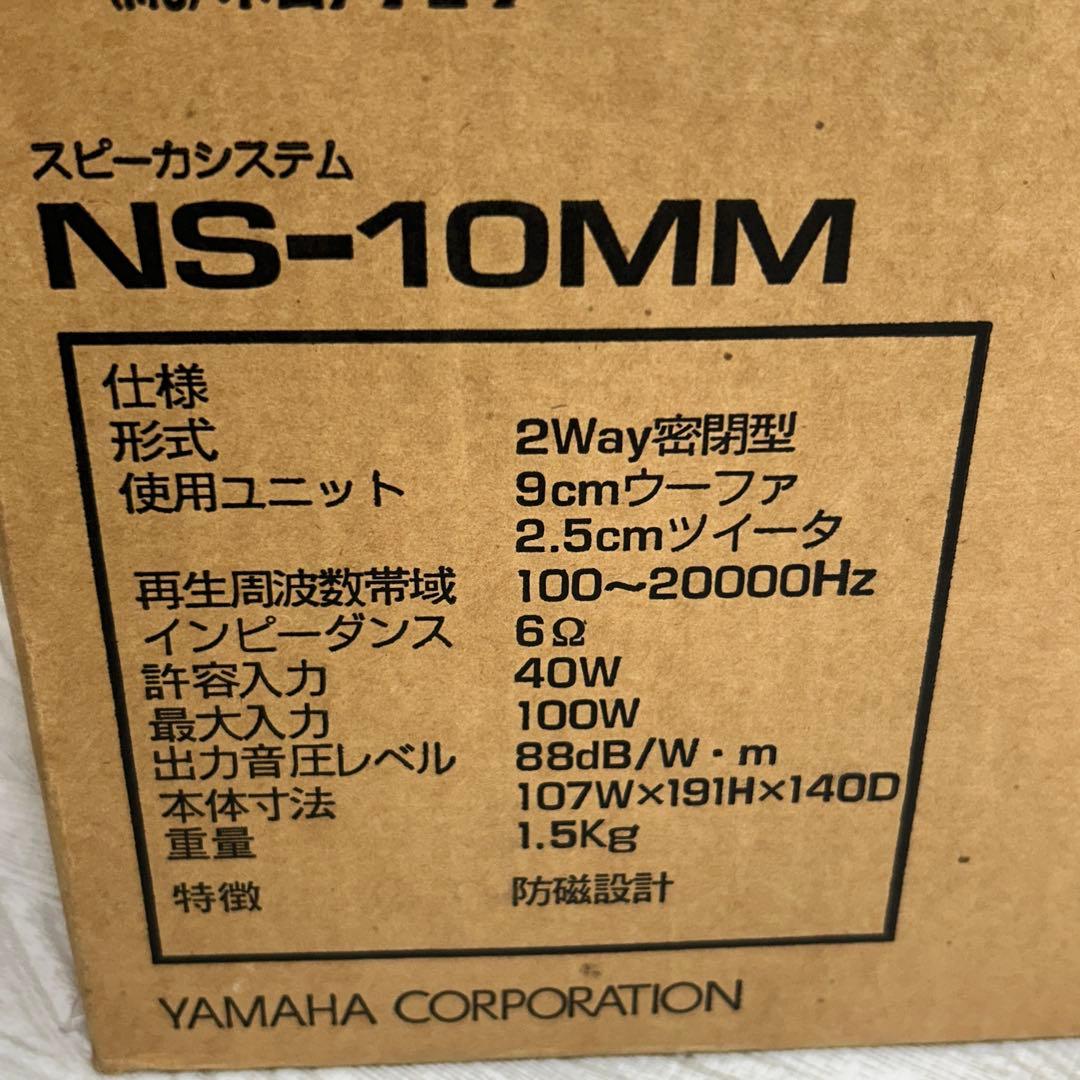 スピーカシステム
NS-10MM
仕様
形式 2Way密閉型
使用ユニット 9cmウーファ
2.5cmツイータ
再生周波数帯域 100〜20000Hz
インピーダンス 6Ω
許容入力 40W
最大入力 100W
出力音圧レベル 88dB/W・m
本体寸法 107W×191H×140D
重量 1.5Kg
特徴 防磁設計
YAMAHA CORPORATION